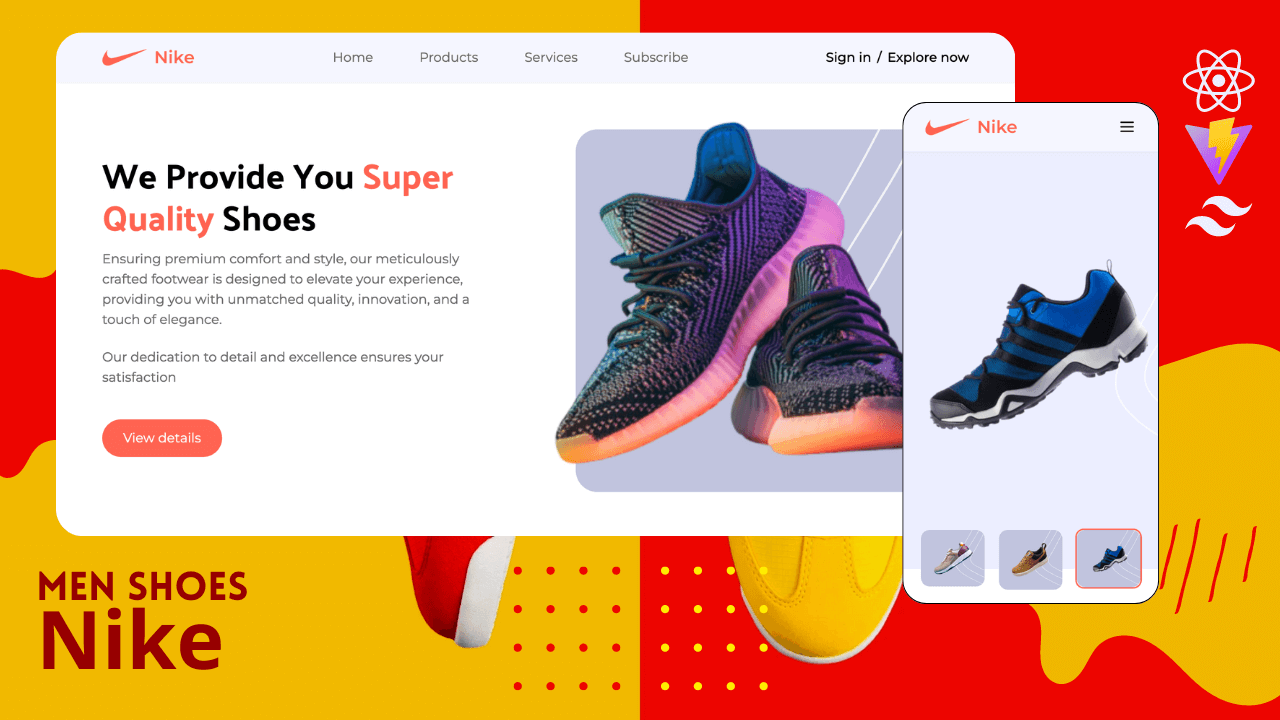 Nike
Home
Products
Services
Subscribe
Sign in / Explore now
Nike
We Provide You Super
Quality Shoes
Ensuring premium comfort and style, our meticulously
crafted footwear is designed to elevate your experience,
providing you with unmatched quality, innovation, and a
touch of elegance.
Our dedication to detail and excellence ensures your
satisfaction
View details
MEN SHOES
Nike